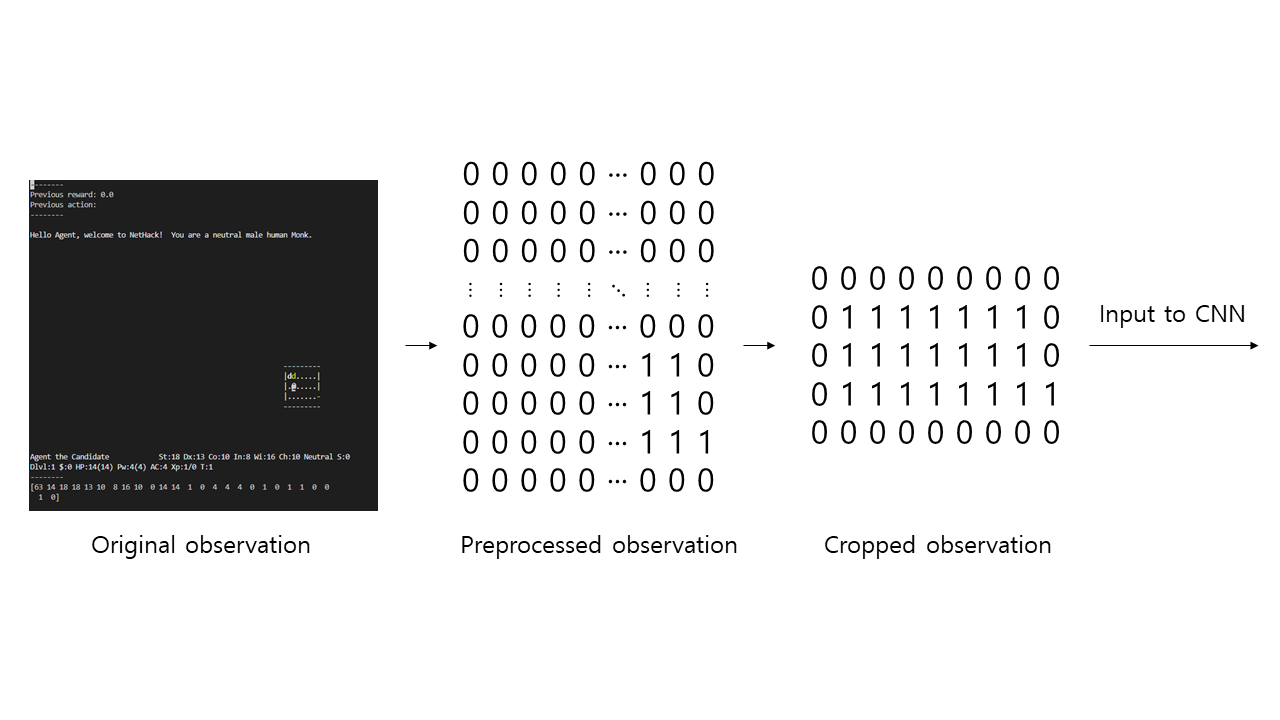 --------
Previous reward: 0.0
Previous action:
--------
Hello Agent, welcome to NetHack!  You are a neutral male human Monk.
---------
|dd.....|
|.@.....|
|.......-
---------
Agent the Candidate           St:18 Dx:13 Co:10 In:8 Wi:16 Ch:10 Neutral S:0
Dlvl:1 $:0 HP:14(14) Pw:4(4) AC:4 Xp:1/0 T:1
--------
[63 14 18 18 13 10  8 16 10  0 14 14  1  0  4  4  4  0  1  0  1  1  0  0
  1  0]
Original observation
0 0 0 0 0 ⋯ 0 0 0
0 0 0 0 0 ⋯ 0 0 0
0 0 0 0 0 ⋯ 0 0 0
⋮ ⋮ ⋮ ⋮ ⋮ ⋱ ⋮ ⋮ ⋮
0 0 0 0 0 ⋯ 0 0 0
0 0 0 0 0 ⋯ 1 1 0
0 0 0 0 0 ⋯ 1 1 0
0 0 0 0 0 ⋯ 1 1 1
0 0 0 0 0 ⋯ 0 0 0
Preprocessed observation
0 0 0 0 0 0 0 0 0
0 1 1 1 1 1 1 1 0
0 1 1 1 1 1 1 1 0
0 1 1 1 1 1 1 1 1
0 0 0 0 0 0 0 0 0
Cropped observation
Input to CNN